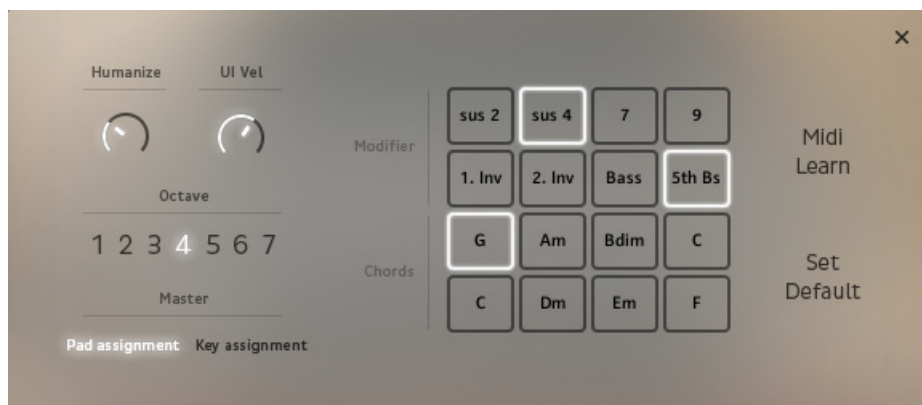 ×
Humanize UI Vel
Octave
1 2 3 4 5 6 7
Master
Pad assignment Key assignment
Modifier
sus 2 sus 4 7 9
1. Inv 2. Inv Bass 5th Bs
Chords
G Am Bdim C
C Dm Em F
Midi
Learn
Set
Default